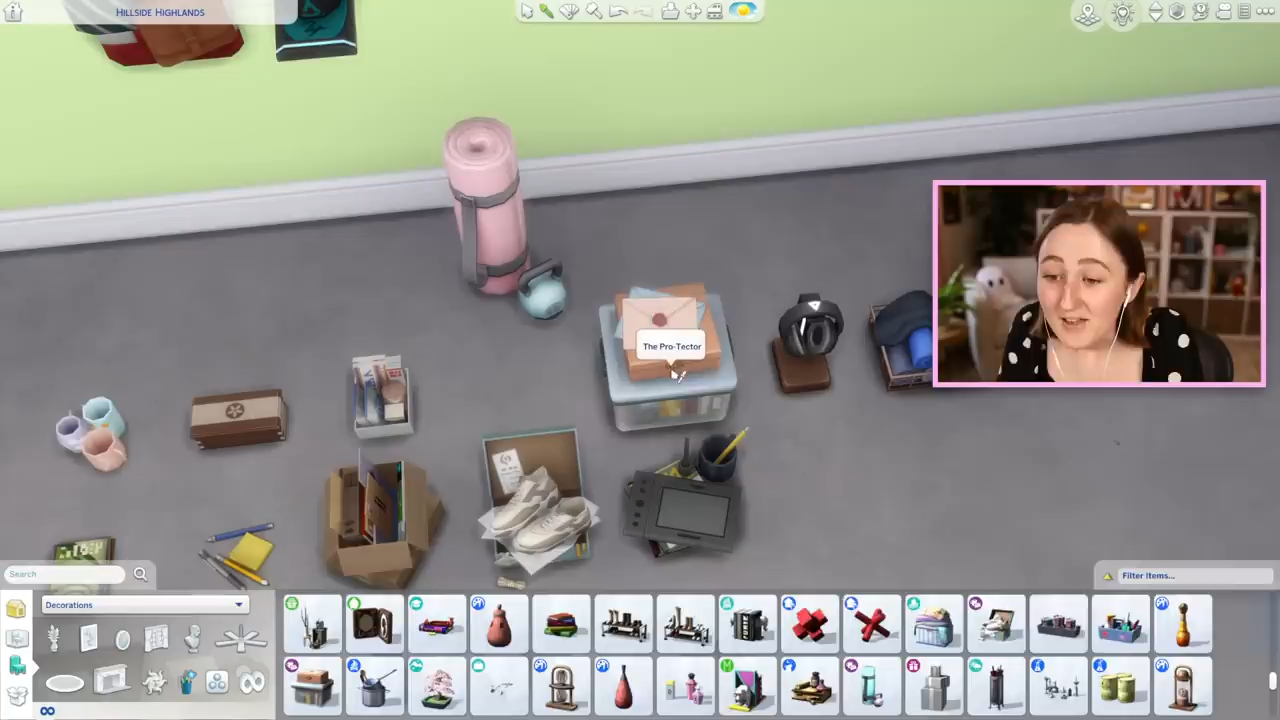 HILLSIDE HIGHLANDS
The Pro-Tector
Search
Filter Items...
Decorations